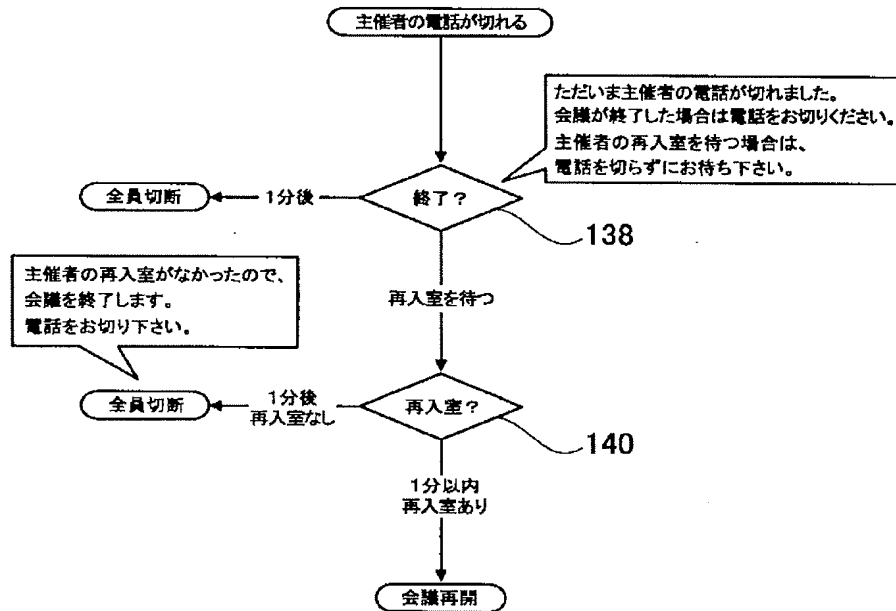 主催者の電話が切れる
ただいま主催者の電話が切れました。
会議が終了した場合は電話をお切りください。
主催者の再入室を待つ場合は、
電話を切らずにお待ち下さい。
全員切断
1分後
終了?
138
主催者の再入室がなかったので、
会議を終了します。
電話をお切り下さい。
再入室を待つ
全員切断
1分後
再入室なし
再入室?
140
1分以内
再入室あり
会議再開